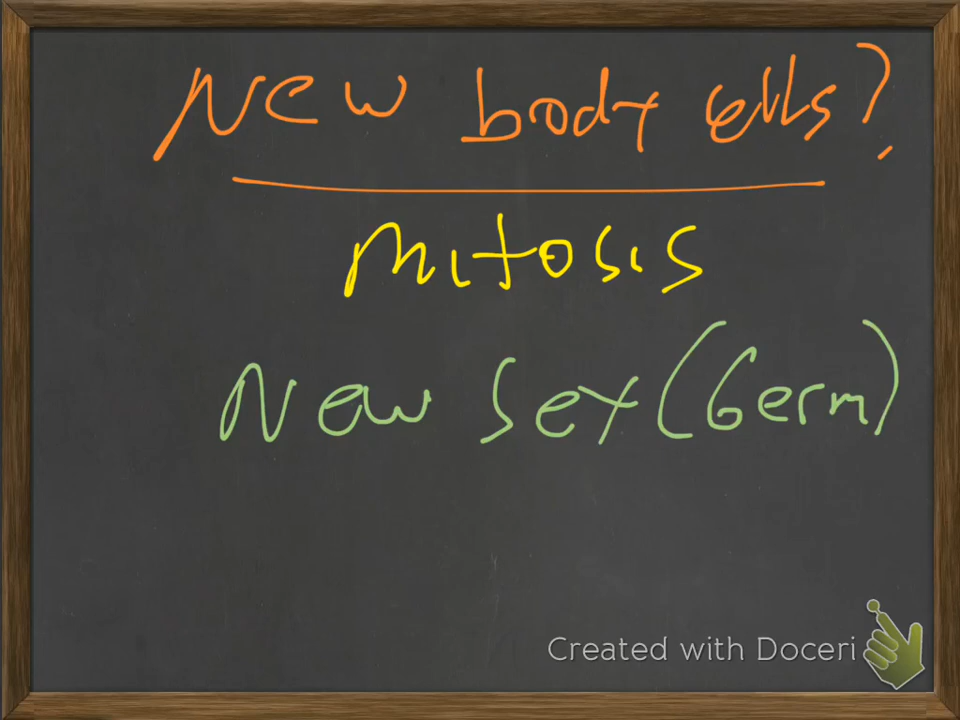 New body cells?
mitosis
New Sex (Germ)
Created with Doceri